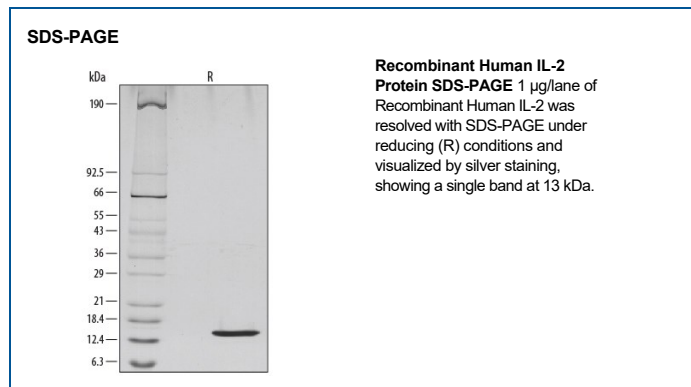 SDS-PAGE
kDa
R
190
92.5
66
55
43
36
29
21
18.4
12.4
6.3
Recombinant Human IL-2
Protein SDS-PAGE 1 μg/lane of
Recombinant Human IL-2 was
resolved with SDS-PAGE under
reducing (R) conditions and
visualized by silver staining,
showing a single band at 13 kDa.